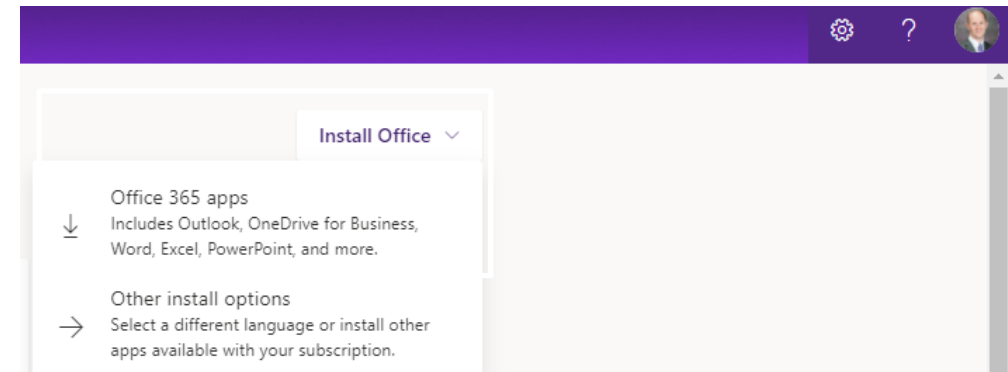 ?
Install Office
Office 365 apps
Includes Outlook, OneDrive for Business,
Word, Excel, PowerPoint, and more.
Other install options
Select a different language or install other
apps available with your subscription.